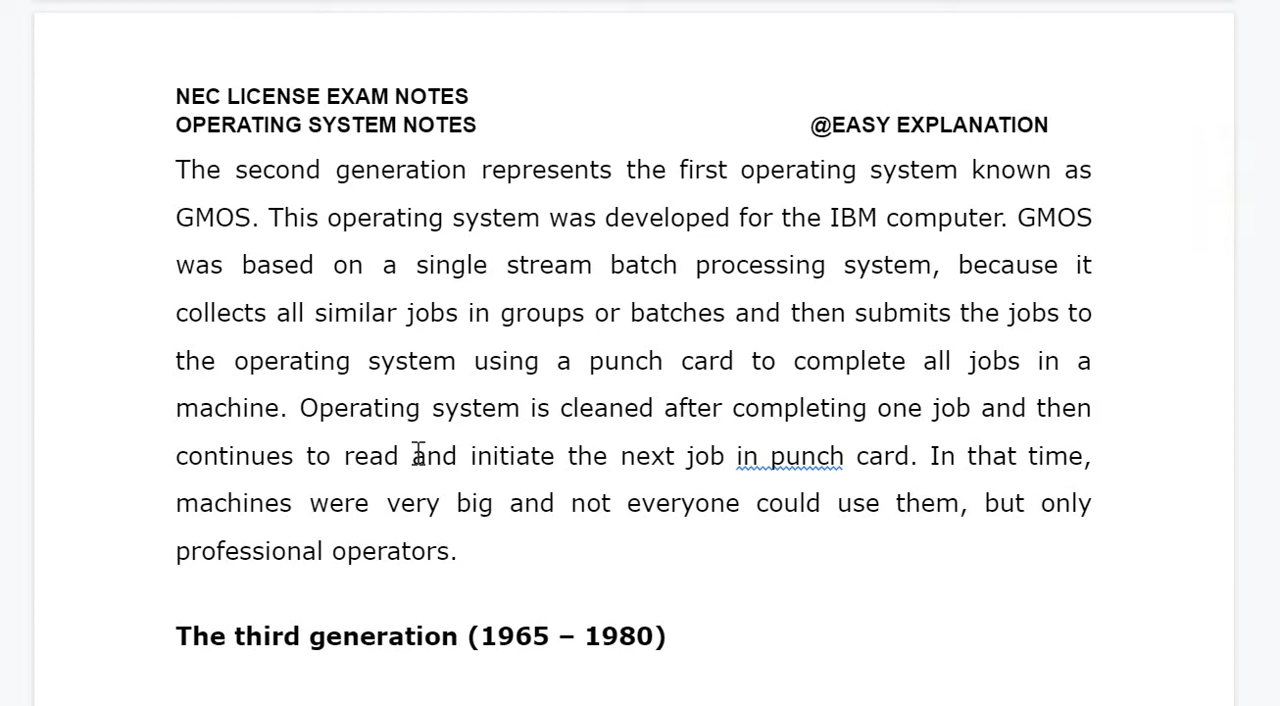 NEC LICENSE EXAM NOTES
OPERATING SYSTEM NOTES @EASY EXPLANATION
The second generation represents the first operating system known as
GMOS. This operating system was developed for the IBM computer. GMOS
was based on a single stream batch processing system, because it
collects all similar jobs in groups or batches and then submits the jobs to
the operating system using a punch card to complete all jobs in a
machine. Operating system is cleaned after completing one job and then
continues to read and initiate the next job in punch card. In that time,
machines were very big and not everyone could use them, but only
professional operators.
The third generation (1965 – 1980)